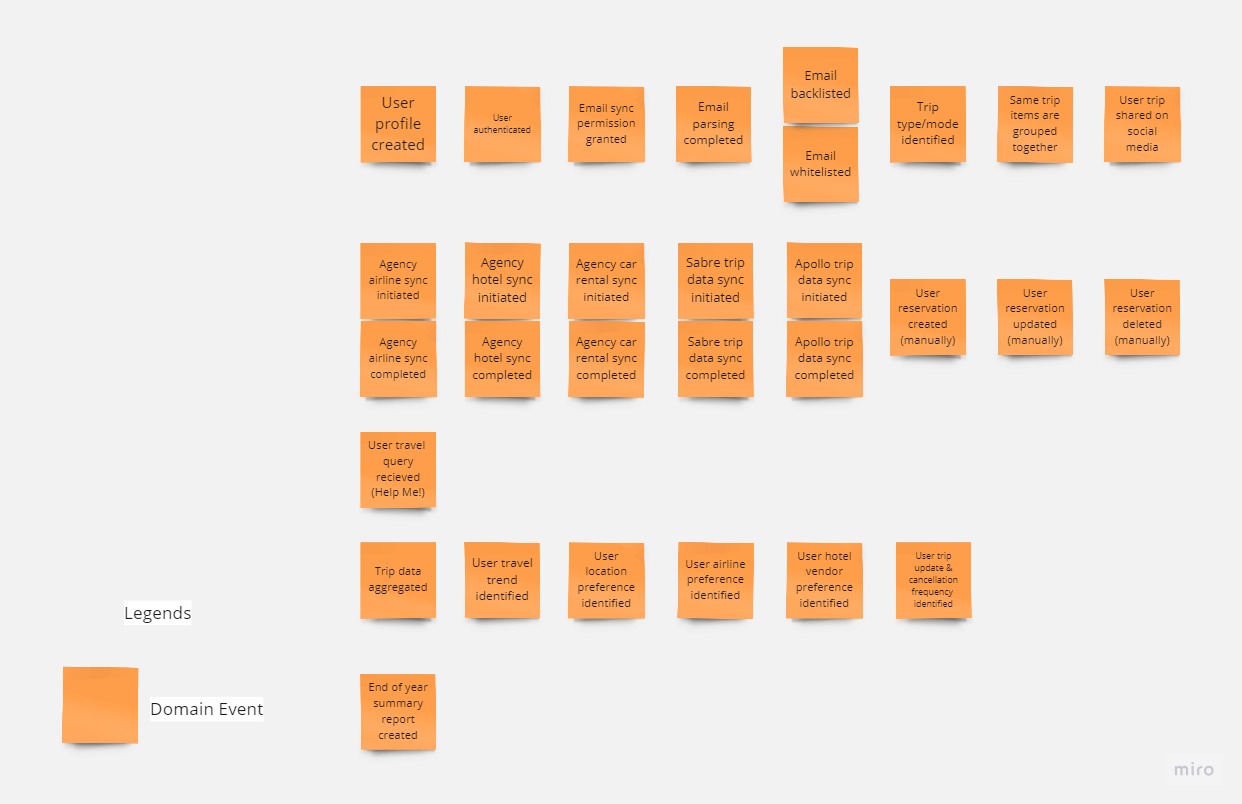 User
profile
created
User
authenticated
Email sync
permission
granted
Email
parsing
completed
Email
backlisted
Email
whitelisted
Trip
type/mode
identified
Same trip
items are
grouped
together
User trip
shared on
social
media
Agency
airline sync
initiated
Agency
hotel sync
initiated
Agency car
rental sync
initiated
Sabre trip
data sync
initiated
Apollo trip
data sync
initiated
User
reservation
created
(manually)
User
reservation
updated
(manually)
User
reservation
deleted
(manually)
Agency
airline sync
completed
Agency
hotel sync
completed
Agency car
rental sync
completed
Sabre trip
data sync
completed
Apollo trip
data sync
completed
User travel
query
recieved
(Help Me!)
Trip data
aggregated
User travel
trend
identified
User
location
preference
identified
User airline
preference
identified
User hotel
vendor
preference
identified
User trip
update &
cancellation
frequency
identified
Legends
Domain Event
End of year
summary
report
created
miro